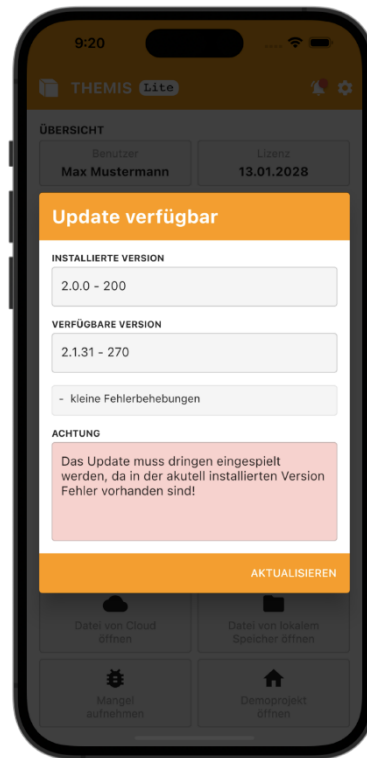 9:20
THEMIS Lite
ÜBERSICHT
Benutzer
Max Mustermann
Lizenz
13.01.2028
Update verfügbar
INSTALLIERTE VERSION
2.0.0 - 200
VERFÜGBARE VERSION
2.1.31 - 270
- kleine Fehlerbehebungen
ACHTUNG
Das Update muss dringen eingespielt
werden, da in der akutell installierten Version
Fehler vorhanden sind!
AKTUALISIEREN
Datei von Cloud
öffnen
Datei von lokalem
Speicher öffnen
Mangel
aufnehmen
Demoprojekt
öffnen